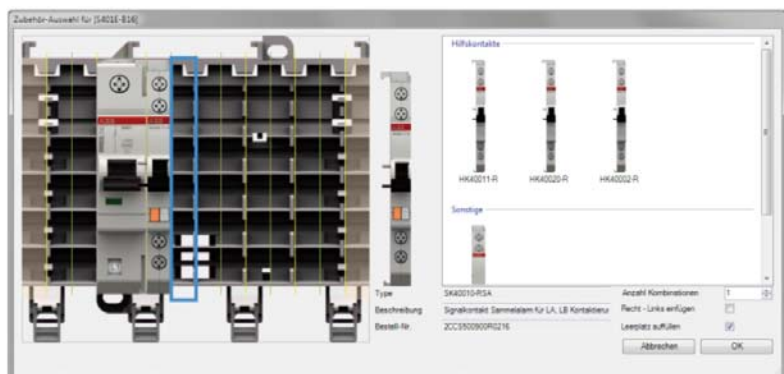 Zubehör-Auswahl für [S401E-B16]
Hilfskontakte
HK40011-R
HK40020-R
HK40002-R
Sonstige
Type
SK40010-RSA
Anzahl Kombinationen
1
Beschreibung
Signalkontakt Sammelalarm für LA, LB Kontaktierun
Recht - Links einfügen
Bestell-Nr.
2CCS500900R0216
Leerplatz auffüllen
Abbrechen
OK